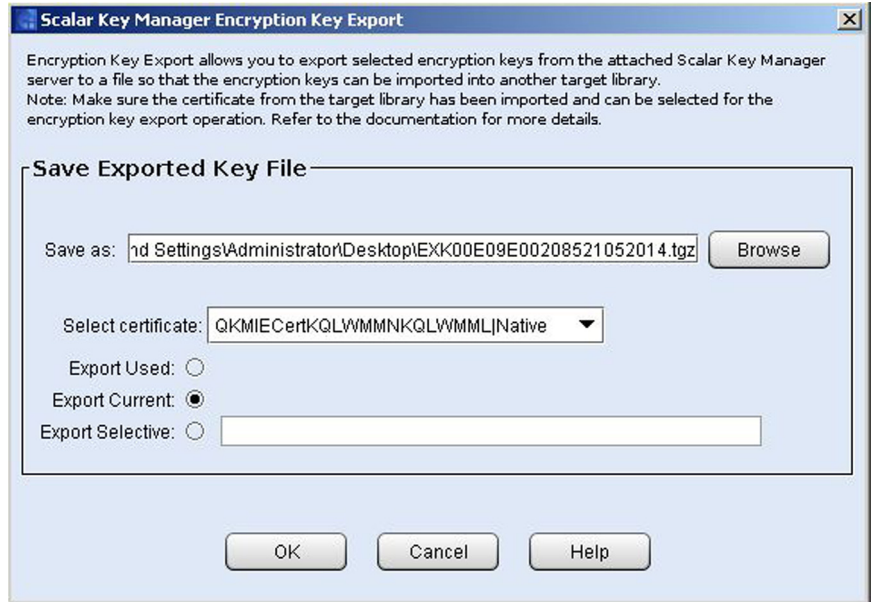 Scalar Key Manager Encryption Key Export
Encryption Key Export allows you to export selected encryption keys from the attached Scalar Key Manager
server to a file so that the encryption keys can be imported into another target library.
Note: Make sure the certificate from the target library has been imported and can be selected for the
encryption key export operation. Refer to the documentation for more details.
Save Exported Key File
Save as: nd Settings\Administrator\Desktop\EXK00E09E00208521052014.tgz Browse
Select certificate: QKMIECertKQLWMMNKQLWMML|Native
Export Used:
Export Current:
Export Selective:
OK Cancel Help